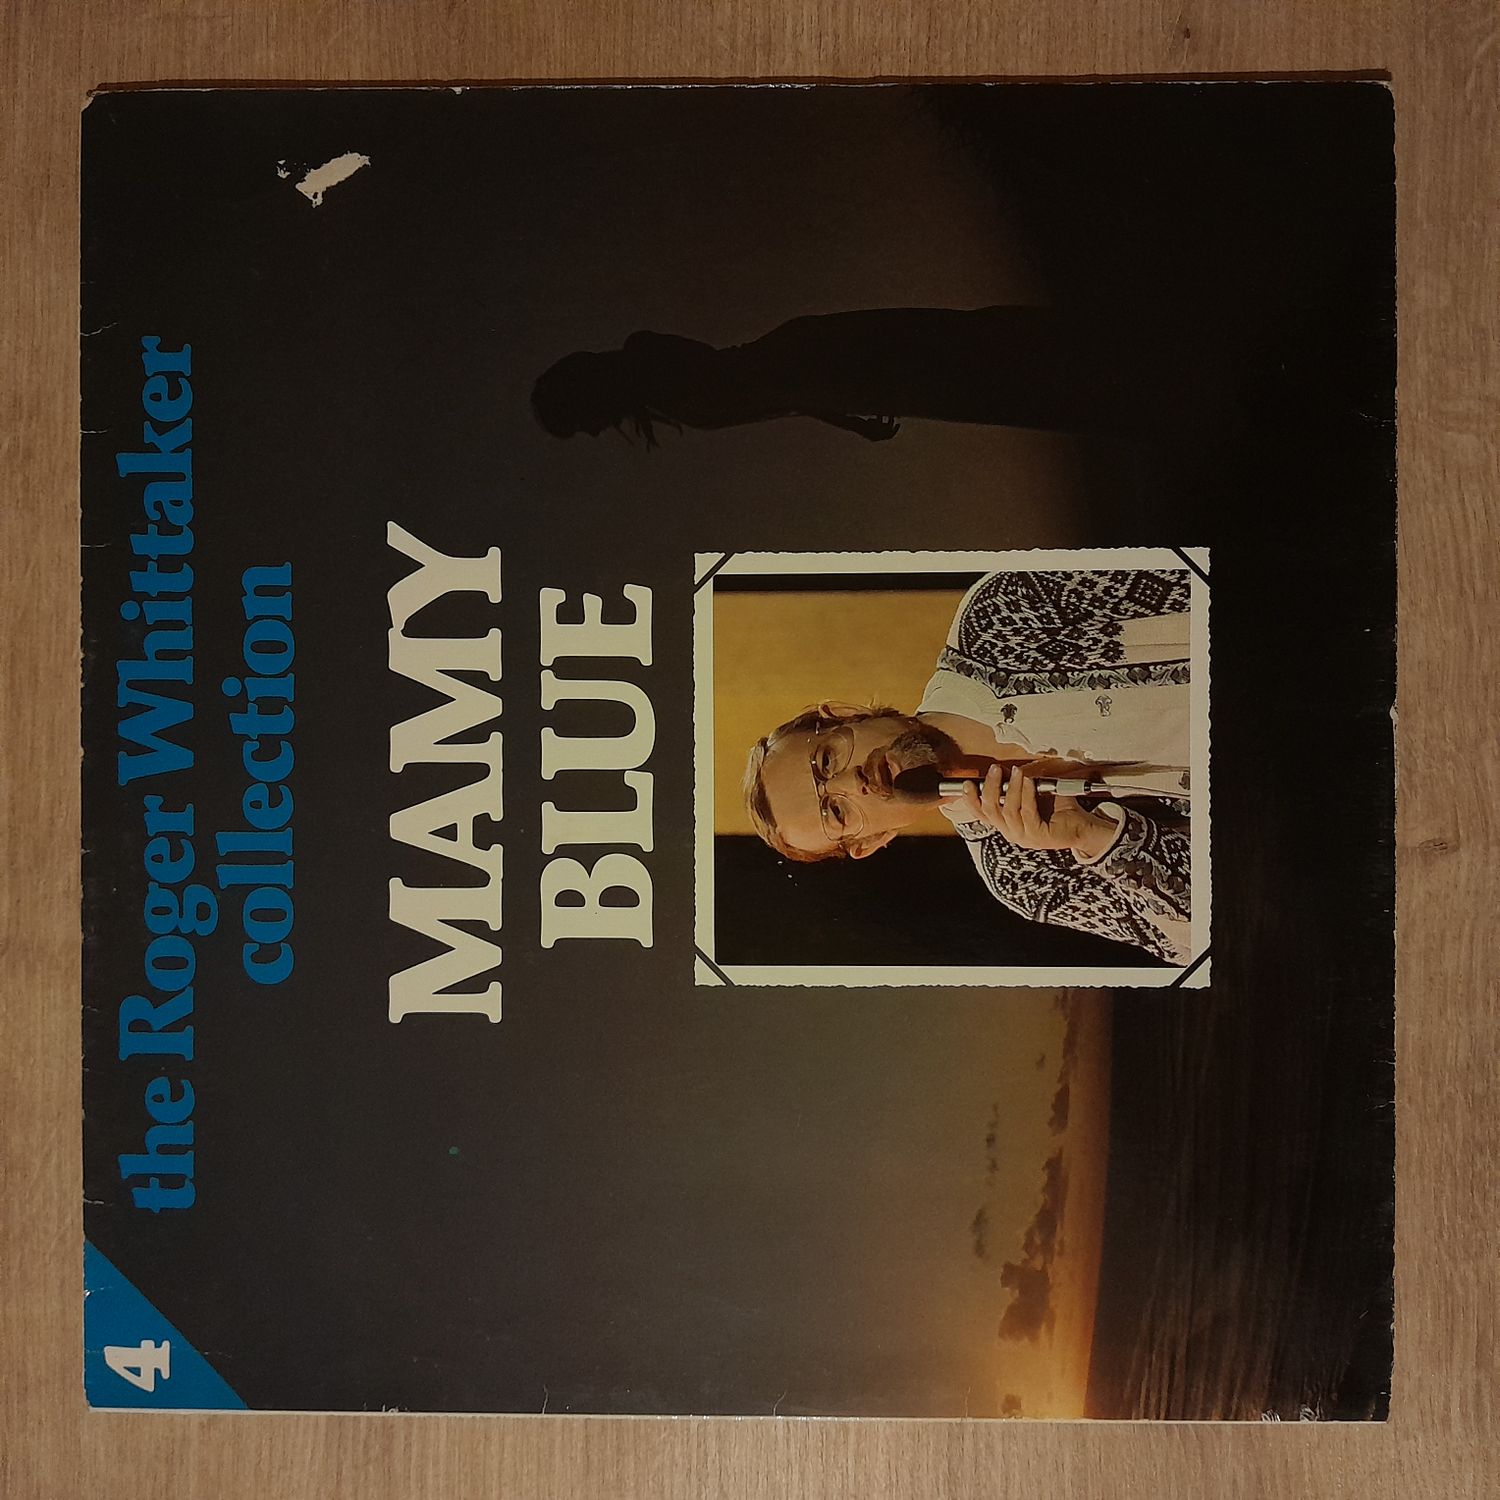 4
the Roger Whittaker
collection
MAMY
BLUE